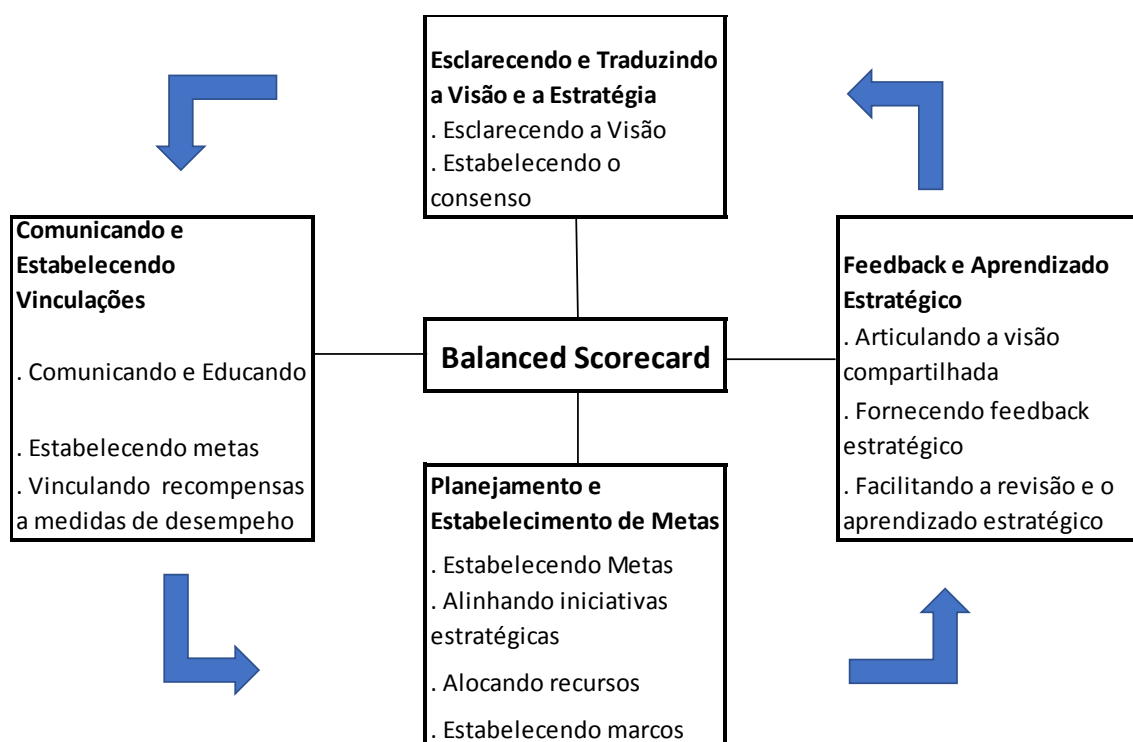 Esclarecendo e Traduzindo
a Visão e a Estratégia
. Esclarecendo a Visão
. Estabelecendo o
consenso
Comunicando e
Estabelecendo
Vinculações
. Comunicando e Educando
. Estabelecendo metas
. Vinculando recompensas
a medidas de desempeho
Balanced Scorecard
Feedback e Aprendizado
Estratégico
. Articulando a visão
compartilhada
. Fornecendo feedback
estratégico
. Facilitando a revisão e o
aprendizado estratégico
Planejamento e
Estabelecimento de Metas
. Estabelecendo Metas
. Alinhando iniciativas
estratégicas
. Alocando recursos
. Estabelecendo marcos